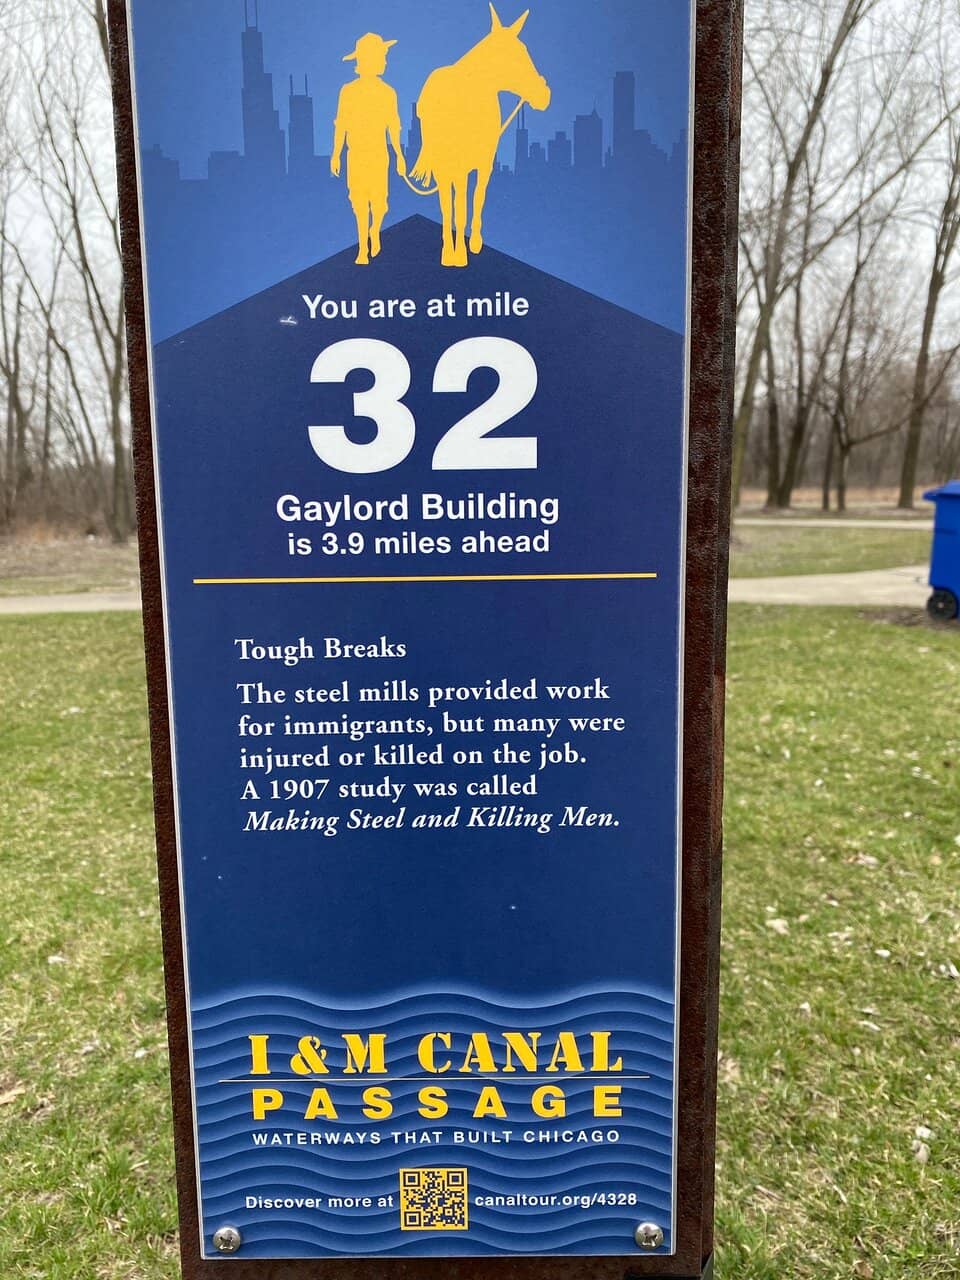 You are at mile
32
Gaylord Building
is 3.9 miles ahead
Tough Breaks
The steel mills provided work
for immigrants, but many were
injured or killed on the job.
A 1907 study was called
Making Steel and Killing Men.
I & M CANAL
PASSAGE
WATERWAYS THAT BUILT CHICAGO
Discover more at canaltour.org/4328